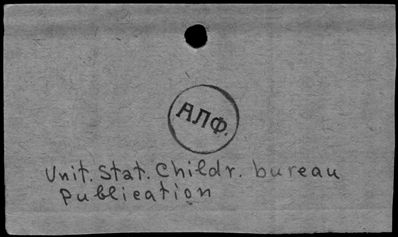 АЛФ.
Unit. Stat. Childr. bureau
Publication